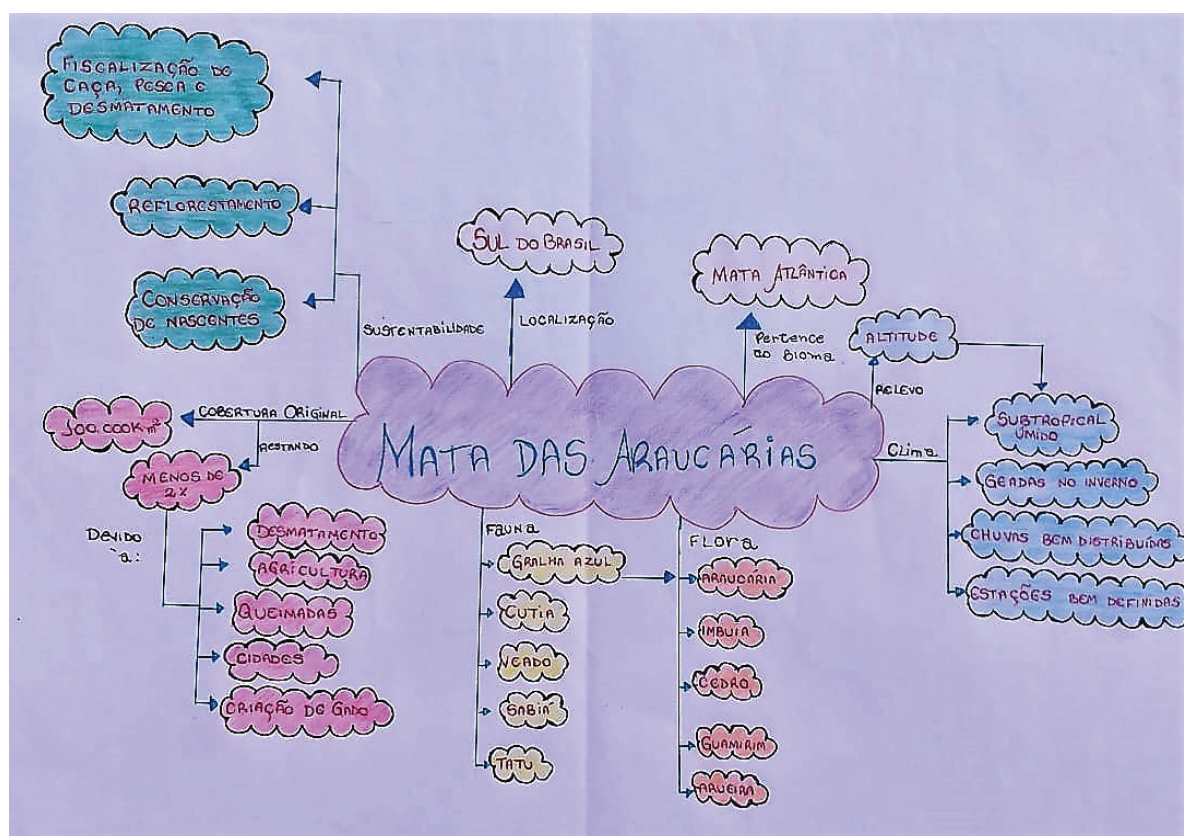 FISCALIZAÇÃO DE
CAÇA, PESCA E
DESMATAMENTO
REFLORESTAMENTO
CONSERVAÇÃO
DE NASCENTES
SUSTENTABILIDADE
SUL DO BRASIL
LOCALIZAÇÃO
MATA ATLÂNTICA
Pertence
ao Bioma
ALTITUDE
RELEVO
MATA DAS ARAUCÁRIAS
COBERTURA ORIGINAL
RESTANDO
MENOS DE
2%
DEVIDO
à:
DESMATAMENTO
AGRICULTURA
QUEIMADAS
CIDADES
CRIAÇÃO DE GADO
FAUNA
GRALHA AZUL
CUTIA
VEADO
SABIÁ
TATU
FLORA
ARAUCÁRIA
IMBUIA
CEDRO
GUAMIRIM
ARUEIRA
Clima
SUBTROPICAL
ÚMIDO
GEADAS NO INVERNO
CHUVAS BEM DISTRIBUÍDAS
ESTAÇÕES BEM DEFINIDAS